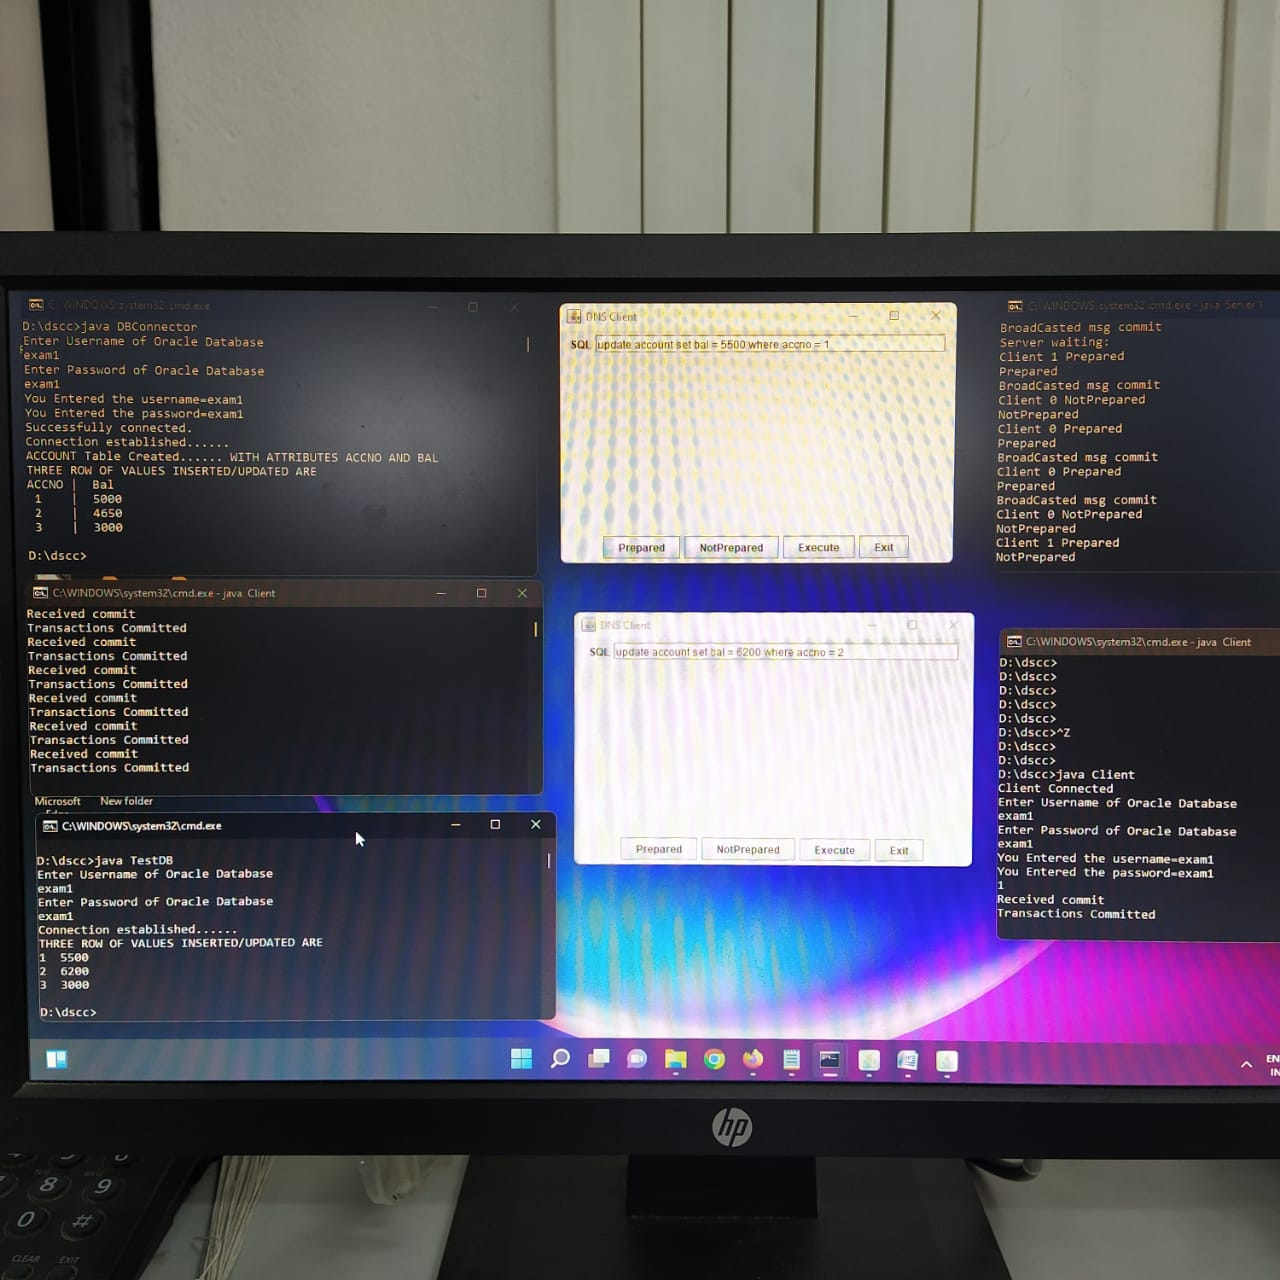 C:\WINDOWS\system32\cmd.exe
D:\dscc>java DBConnector
Enter Username of Oracle Database
exam1
Enter Password of Oracle Database
exam1
You Entered the username=exam1
You Entered the password=exam1
Successfully connected.
Connection established......
ACCOUNT Table Created...... WITH ATTRIBUTES ACCNO AND BAL
THREE ROW OF VALUES INSERTED/UPDATED ARE
ACCNO | Bal
1 | 5000
2 | 4650
3 | 3000
D:\dscc>
C:\WINDOWS\system32\cmd.exe - java Client
Received commit
Transactions Committed
Received commit
Transactions Committed
Received commit
Transactions Committed
Received commit
Transactions Committed
Received commit
Transactions Committed
Received commit
Transactions Committed
Microsoft New folder
C:\WINDOWS\system32\cmd.exe
D:\dscc>java TestDB
Enter Username of Oracle Database
exam1
Enter Password of Oracle Database
exam1
Connection established......
THREE ROW OF VALUES INSERTED/UPDATED ARE
1 5500
2 6200
3 3000
D:\dscc>
DNS Client
SQL update account set bal = 5500 where accno = 1
Prepared NotPrepared Execute Exit
DNS Client
SQL update account set bal = 6200 where accno = 2
Prepared NotPrepared Execute Exit
C:\WINDOWS\system32\cmd.exe - java Server1
BroadCasted msg commit
Server waiting:
Client 1 Prepared
Prepared
BroadCasted msg commit
Client 0 NotPrepared
NotPrepared
Client 0 Prepared
Prepared
BroadCasted msg commit
Client 0 Prepared
Prepared
BroadCasted msg commit
Client 0 NotPrepared
NotPrepared
Client 1 Prepared
NotPrepared
C:\WINDOWS\system32\cmd.exe - java Client
D:\dscc>
D:\dscc>
D:\dscc>
D:\dscc>
D:\dscc>
D:\dscc>^Z
D:\dscc>
D:\dscc>
D:\dscc>java Client
Client Connected
Enter Username of Oracle Database
exam1
Enter Password of Oracle Database
exam1
You Entered the username=exam1
You Entered the password=exam1
1
Received commit
Transactions Committed
EN
IN
hp
8 9
0 #
CLEAR EXIT